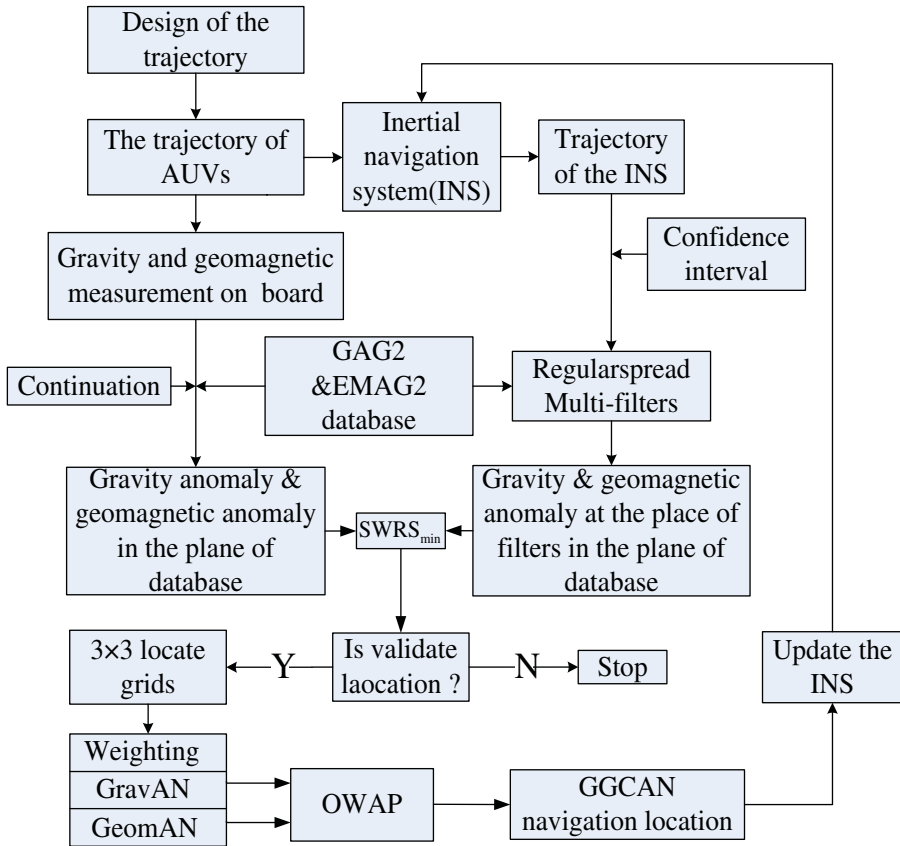 Design of the
trajectory
The trajectory of
AUVs
Inertial
navigation
system(INS)
Trajectory
of the INS
Gravity and geomagnetic
measurement on board
Confidence
interval
Continuation
GAG2
&EMAG2
database
Regularspread
Multi-filters
Gravity anomaly &
geomagnetic anomaly
in the plane of
database
SWRSmin
Gravity & geomagnetic
anomaly at the place of
filters in the plane of
database
3×3 locate
grids
Y
Is validate
laocation ?
N
Stop
Update the
INS
Weighting
GravAN
GeomAN
OWAP
GGCAN
navigation location